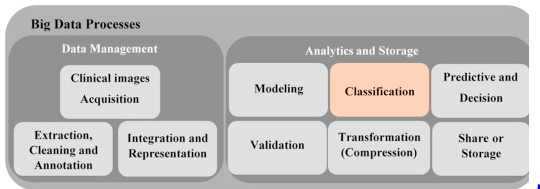 Big Data Processes
Data Management
Clinical images
Acquisition
Extraction,
Cleaning and
Annotation
Integration and
Representation
Analytics and Storage
Modeling
Classification
Predictive and
Decision
Validation
Transformation
(Compression)
Share or
Storage